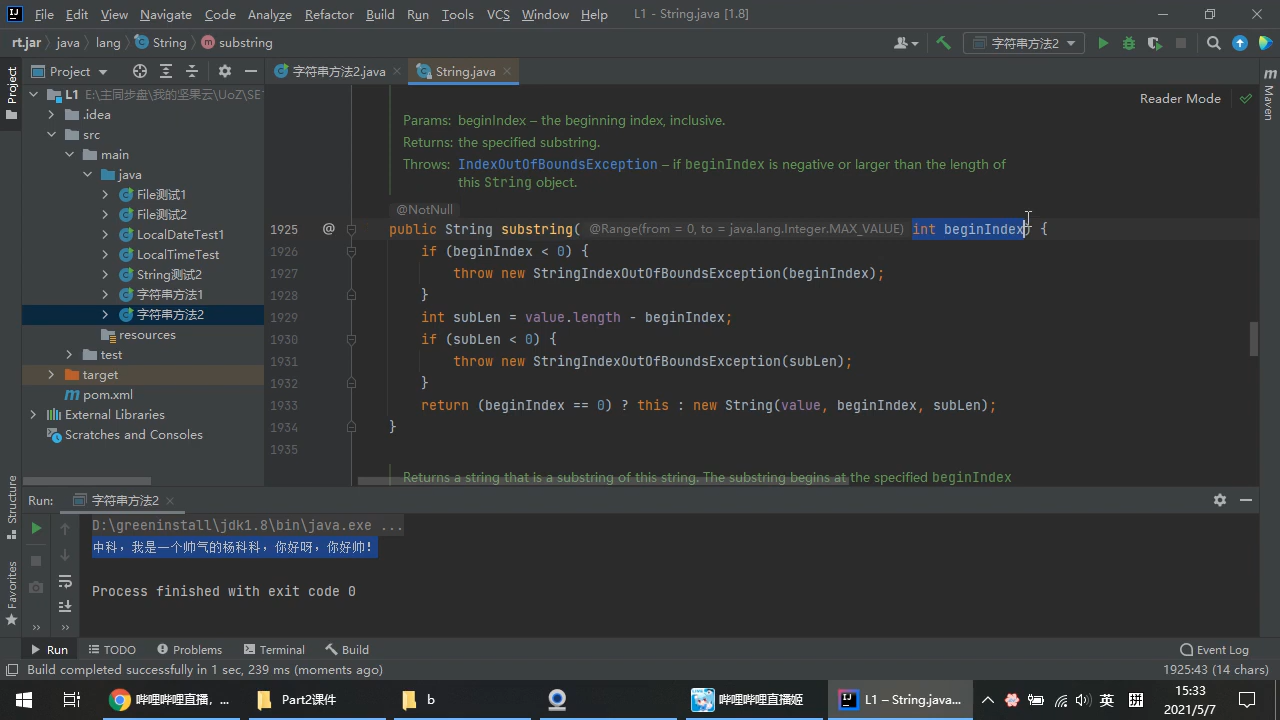 File Edit View Navigate Code Analyze Refactor Build Run Tools VCS Window Help L1 - String.java [1.8]
rt.jar java lang String substring 字符串方法2
Project 字符串方法2.java String.java
Project
L1 E:\主同步盘\我的坚果云\UoZ\SE
.idea
src
main
java
File测试1
File测试2
LocalDateTest1
LocalTimeTest
String测试2
字符串方法1
字符串方法2
resources
test
target
pom.xml
External Libraries
Scratches and Consoles
Reader Mode
Maven
Params: beginIndex – the beginning index, inclusive.
Returns: the specified substring.
Throws: IndexOutOfBoundsException – if beginIndex is negative or larger than the length of
this String object.
@NotNull
1925 @ public String substring( @Range(from = 0, to = java.lang.Integer.MAX_VALUE) int beginIndex) {
1926 if (beginIndex < 0) {
1927 throw new StringIndexOutOfBoundsException(beginIndex);
1928 }
1929 int subLen = value.length - beginIndex;
1930 if (subLen < 0) {
1931 throw new StringIndexOutOfBoundsException(subLen);
1932 }
1933 return (beginIndex == 0) ? this : new String(value, beginIndex, subLen);
1934 }
1935
Returns a string that is a substring of this string. The substring begins at the specified beginIndex
Structure
Favorites
Run: 字符串方法2
D:\greeninstall\jdk1.8\bin\java.exe ...
中科，我是一个帅气的杨科科，你好呀，你好帅！
Process finished with exit code 0
Run TODO Problems Terminal Build Event Log
Build completed successfully in 1 sec, 239 ms (moments ago) 1925:43 (14 chars)
哔哩哔哩直播，... Part2课件 b 哔哩哔哩直播姬 L1 – String.java... 英 拼 15:33
2021/5/7